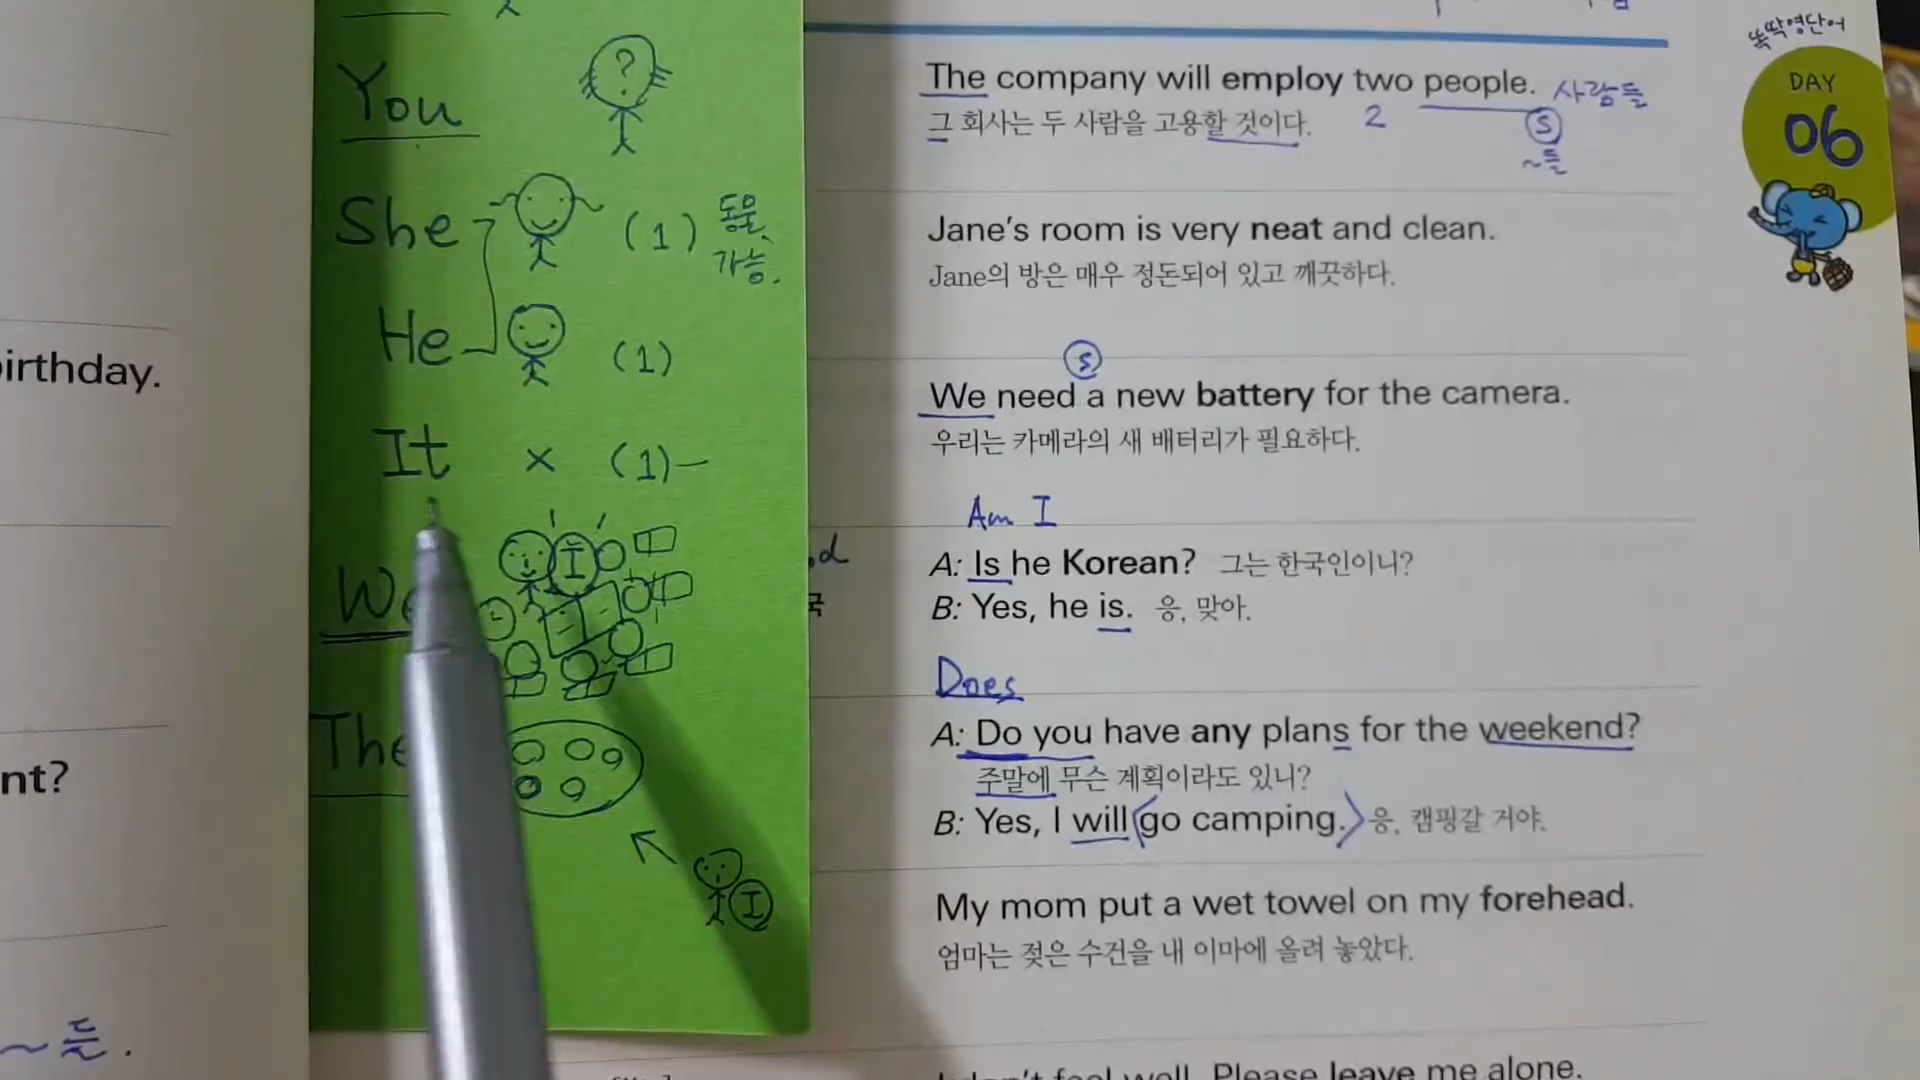 irthday.
nt?
~들.
You
?
She (1) 동물 가능.
He (1)
It × (1)
We I
The
I
The company will employ two people. 사람들
그 회사는 두 사람을 고용할 것이다. 2 s
~들
Jane's room is very neat and clean.
Jane의 방은 매우 정돈되어 있고 깨끗하다.
s
We need a new battery for the camera.
우리는 카메라의 새 배터리가 필요하다.
Am I
A: Is he Korean? 그는 한국인이니?
B: Yes, he is. 응, 맞아.
Does
A: Do you have any plans for the weekend?
주말에 무슨 계획이라도 있니?
B: Yes, I will go camping. 응, 캠핑갈 거야.
My mom put a wet towel on my forehead.
엄마는 젖은 수건을 내 이마에 올려 놓았다.
feel well. Please leave me alone.
똑딱영단어
DAY
06